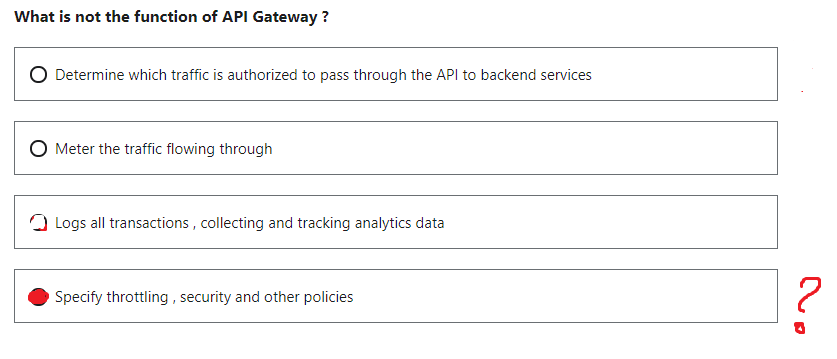 What is not the function of API Gateway ?
Determine which traffic is authorized to pass through the API to backend services
Meter the traffic flowing through
Logs all transactions , collecting and tracking analytics data
Specify throttling , security and other policies
?